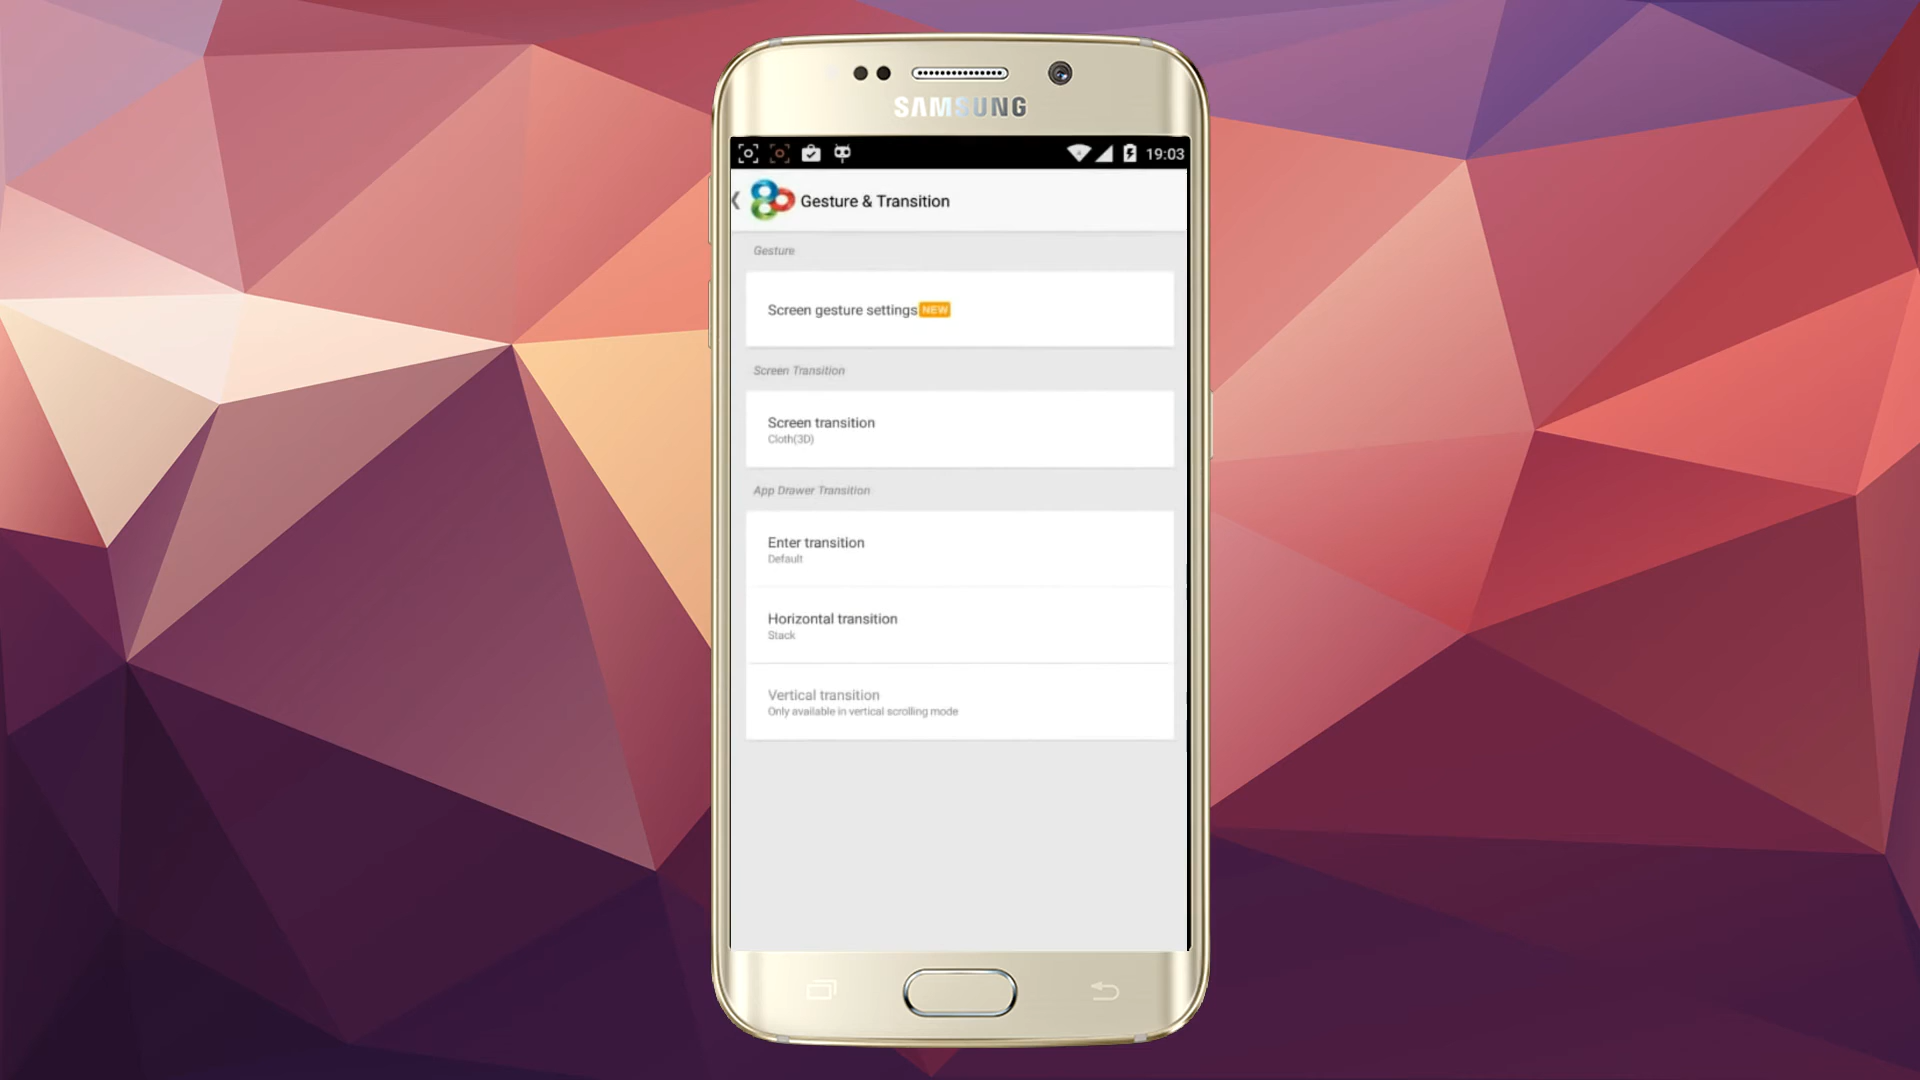 SAMSUNG
19:03
Gesture & Transition
Gesture
Screen gesture settings NEW
Screen Transition
Screen transition
Cloth(3D)
App Drawer Transition
Enter transition
Default
Horizontal transition
Stack
Vertical transition
Only available in vertical scrolling mode